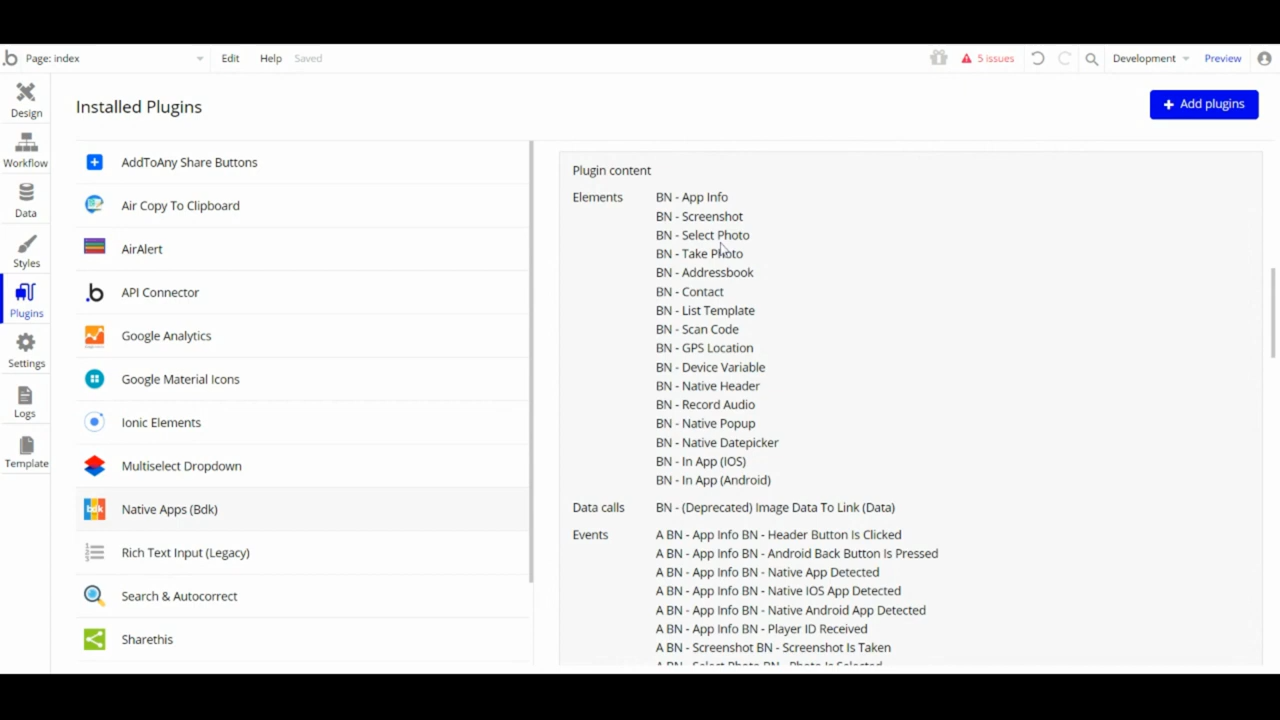 Page: index
Edit
Help
Saved
5 issues
Development
Preview
Design
Workflow
Data
Styles
Plugins
Settings
Logs
Template
Installed Plugins
+ Add plugins
AddToAny Share Buttons
Air Copy To Clipboard
AirAlert
API Connector
Google Analytics
Google Material Icons
Ionic Elements
Multiselect Dropdown
bdk Native Apps (Bdk)
Rich Text Input (Legacy)
Search & Autocorrect
Sharethis
Plugin content
Elements BN - App Info
BN - Screenshot
BN - Select Photo
BN - Take Photo
BN - Addressbook
BN - Contact
BN - List Template
BN - Scan Code
BN - GPS Location
BN - Device Variable
BN - Native Header
BN - Record Audio
BN - Native Popup
BN - Native Datepicker
BN - In App (IOS)
BN - In App (Android)
Data calls BN - (Deprecated) Image Data To Link (Data)
Events A BN - App Info BN - Header Button Is Clicked
A BN - App Info BN - Android Back Button Is Pressed
A BN - App Info BN - Native App Detected
A BN - App Info BN - Native IOS App Detected
A BN - App Info BN - Native Android App Detected
A BN - App Info BN - Player ID Received
A BN - Screenshot BN - Screenshot Is Taken
A BN - Select Photo BN - Photo Is Selected